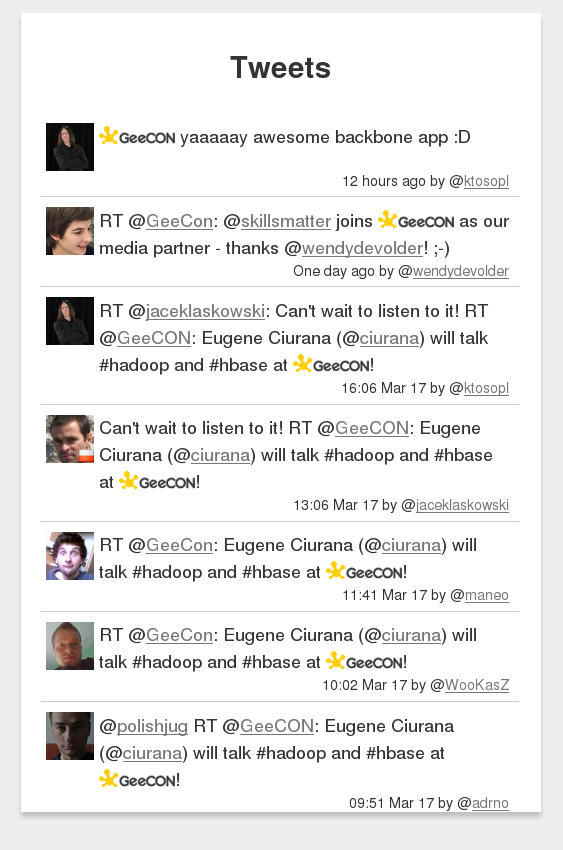 Tweets
GeeCON yaaaaay awesome backbone app :D
12 hours ago by @ktosopl
RT @GeeCon: @skillsmatter joins GeeCON as our
media partner - thanks @wendydevolder! ;-)
One day ago by @wendydevolder
RT @jaceklaskowski: Can't wait to listen to it! RT
@GeeCON: Eugene Ciurana (@ciurana) will talk
#hadoop and #hbase at GeeCON!
16:06 Mar 17 by @ktosopl
Can't wait to listen to it! RT @GeeCON: Eugene
Ciurana (@ciurana) will talk #hadoop and #hbase
at GeeCON!
13:06 Mar 17 by @jaceklaskowski
RT @GeeCon: Eugene Ciurana (@ciurana) will
talk #hadoop and #hbase at GeeCON!
11:41 Mar 17 by @maneo
RT @GeeCon: Eugene Ciurana (@ciurana) will
talk #hadoop and #hbase at GeeCON!
10:02 Mar 17 by @WooKasZ
@polishjug RT @GeeCON: Eugene Ciurana
(@ciurana) will talk #hadoop and #hbase at
GeeCON!
09:51 Mar 17 by @adrno